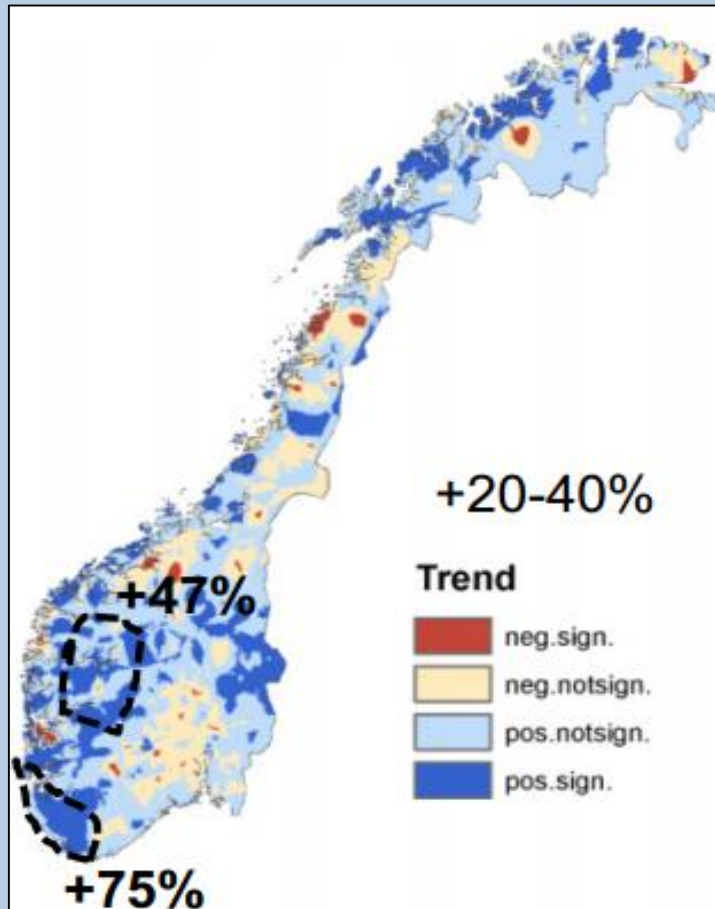 +20-40%
Trend
+47%
neg.sign.
neg.notsign.
pos.notsign.
pos.sign.
+75%